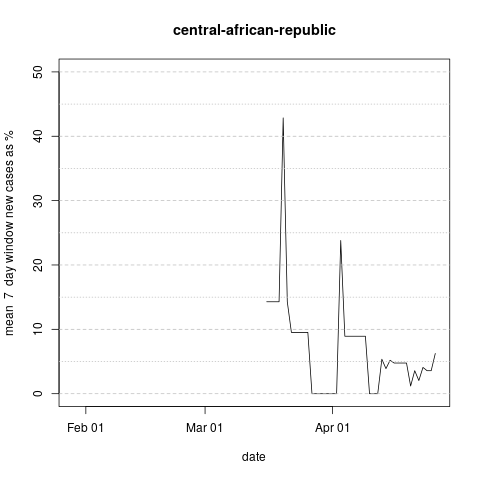 central-african-republic
mean  7  day window new cases as %
50
40
30
20
10
0
Feb 01
Mar 01
Apr 01
date